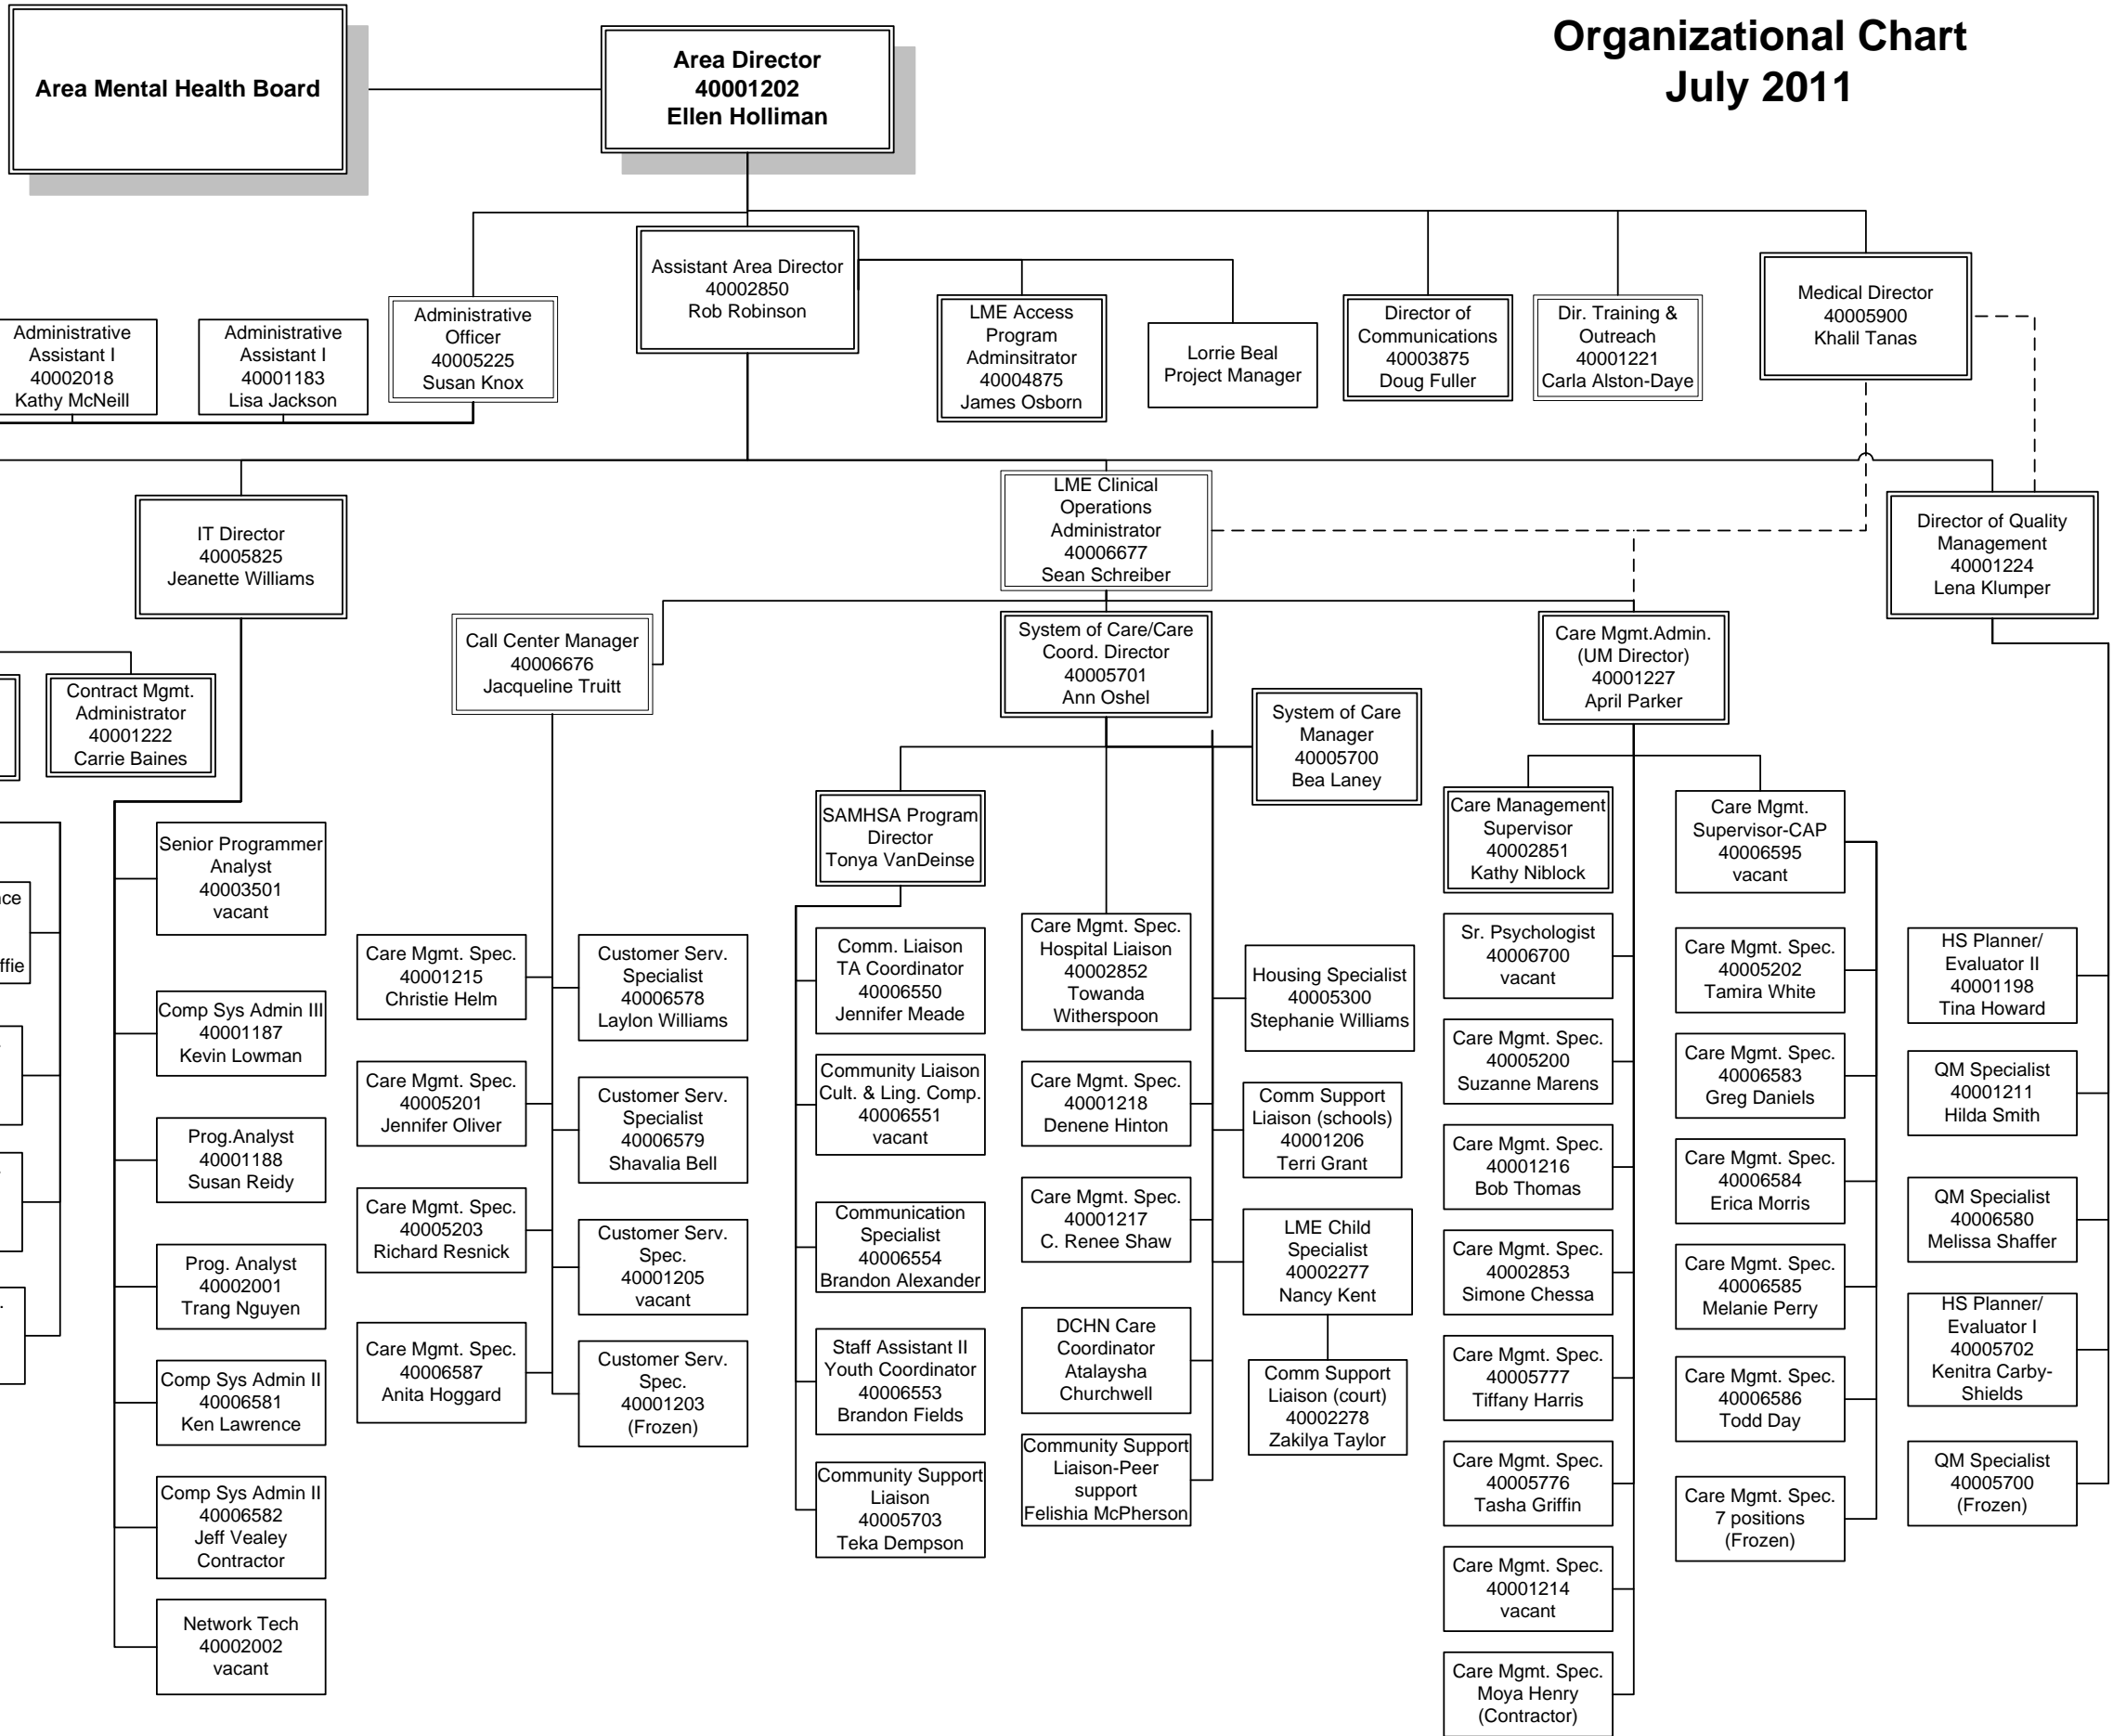 Organizational Chart
July 2011
Area Mental Health Board
Area Director
40001202
Ellen Holliman
Administrative
Assistant I
40002018
Kathy McNeill
Administrative
Assistant I
40001183
Lisa Jackson
Administrative
Officer
40005225
Susan Knox
Assistant Area Director
40002850
Rob Robinson
LME Access
Program
Adminsitrator
40004875
James Osborn
Lorrie Beal
Project Manager
Director of
Communications
40003875
Doug Fuller
Dir. Training &
Outreach
40001221
Carla Alston-Daye
Medical Director
40005900
Khalil Tanas
IT Director
40005825
Jeanette Williams
LME Clinical
Operations
Administrator
40006677
Sean Schreiber
Director of Quality
Management
40001224
Lena Klumper
Call Center Manager
40006676
Jacqueline Truitt
System of Care/Care
Coord. Director
40005701
Ann Oshel
Care Mgmt.Admin.
(UM Director)
40001227
April Parker
Contract Mgmt.
Administrator
40001222
Carrie Baines
System of Care
Manager
40005700
Bea Laney
nce
ffie
Senior Programmer
Analyst
40003501
vacant
Comp Sys Admin III
40001187
Kevin Lowman
Prog.Analyst
40001188
Susan Reidy
Prog. Analyst
40002001
Trang Nguyen
Comp Sys Admin II
40006581
Ken Lawrence
Comp Sys Admin II
40006582
Jeff Vealey
Contractor
Network Tech
40002002
vacant
Care Mgmt. Spec.
40001215
Christie Helm
Care Mgmt. Spec.
40005201
Jennifer Oliver
Care Mgmt. Spec.
40005203
Richard Resnick
Care Mgmt. Spec.
40006587
Anita Hoggard
Customer Serv.
Specialist
40006578
Laylon Williams
Customer Serv.
Specialist
40006579
Shavalia Bell
Customer Serv.
Spec.
40001205
vacant
Customer Serv.
Spec.
40001203
(Frozen)
SAMHSA Program
Director
Tonya VanDeinse
Comm. Liaison
TA Coordinator
40006550
Jennifer Meade
Community Liaison
Cult. & Ling. Comp.
40006551
vacant
Communication
Specialist
40006554
Brandon Alexander
Staff Assistant II
Youth Coordinator
40006553
Brandon Fields
Community Support
Liaison
40005703
Teka Dempson
Care Mgmt. Spec.
Hospital Liaison
40002852
Towanda
Witherspoon
Care Mgmt. Spec.
40001218
Denene Hinton
Care Mgmt. Spec.
40001217
C. Renee Shaw
DCHN Care
Coordinator
Atalaysha
Churchwell
Community Support
Liaison-Peer
support
Felishia McPherson
Housing Specialist
40005300
Stephanie Williams
Comm Support
Liaison (schools)
40001206
Terri Grant
LME Child
Specialist
40002277
Nancy Kent
Comm Support
Liaison (court)
40002278
Zakilya Taylor
Care Management
Supervisor
40002851
Kathy Niblock
Sr. Psychologist
40006700
vacant
Care Mgmt. Spec.
40005200
Suzanne Marens
Care Mgmt. Spec.
40001216
Bob Thomas
Care Mgmt. Spec.
40002853
Simone Chessa
Care Mgmt. Spec.
40005777
Tiffany Harris
Care Mgmt. Spec.
40005776
Tasha Griffin
Care Mgmt. Spec.
40001214
vacant
Care Mgmt. Spec.
Moya Henry
(Contractor)
Care Mgmt.
Supervisor-CAP
40006595
vacant
Care Mgmt. Spec.
40005202
Tamira White
Care Mgmt. Spec.
40006583
Greg Daniels
Care Mgmt. Spec.
40006584
Erica Morris
Care Mgmt. Spec.
40006585
Melanie Perry
Care Mgmt. Spec.
40006586
Todd Day
Care Mgmt. Spec.
7 positions
(Frozen)
HS Planner/
Evaluator II
40001198
Tina Howard
QM Specialist
40001211
Hilda Smith
QM Specialist
40006580
Melissa Shaffer
HS Planner/
Evaluator I
40005702
Kenitra Carby-
Shields
QM Specialist
40005700
(Frozen)